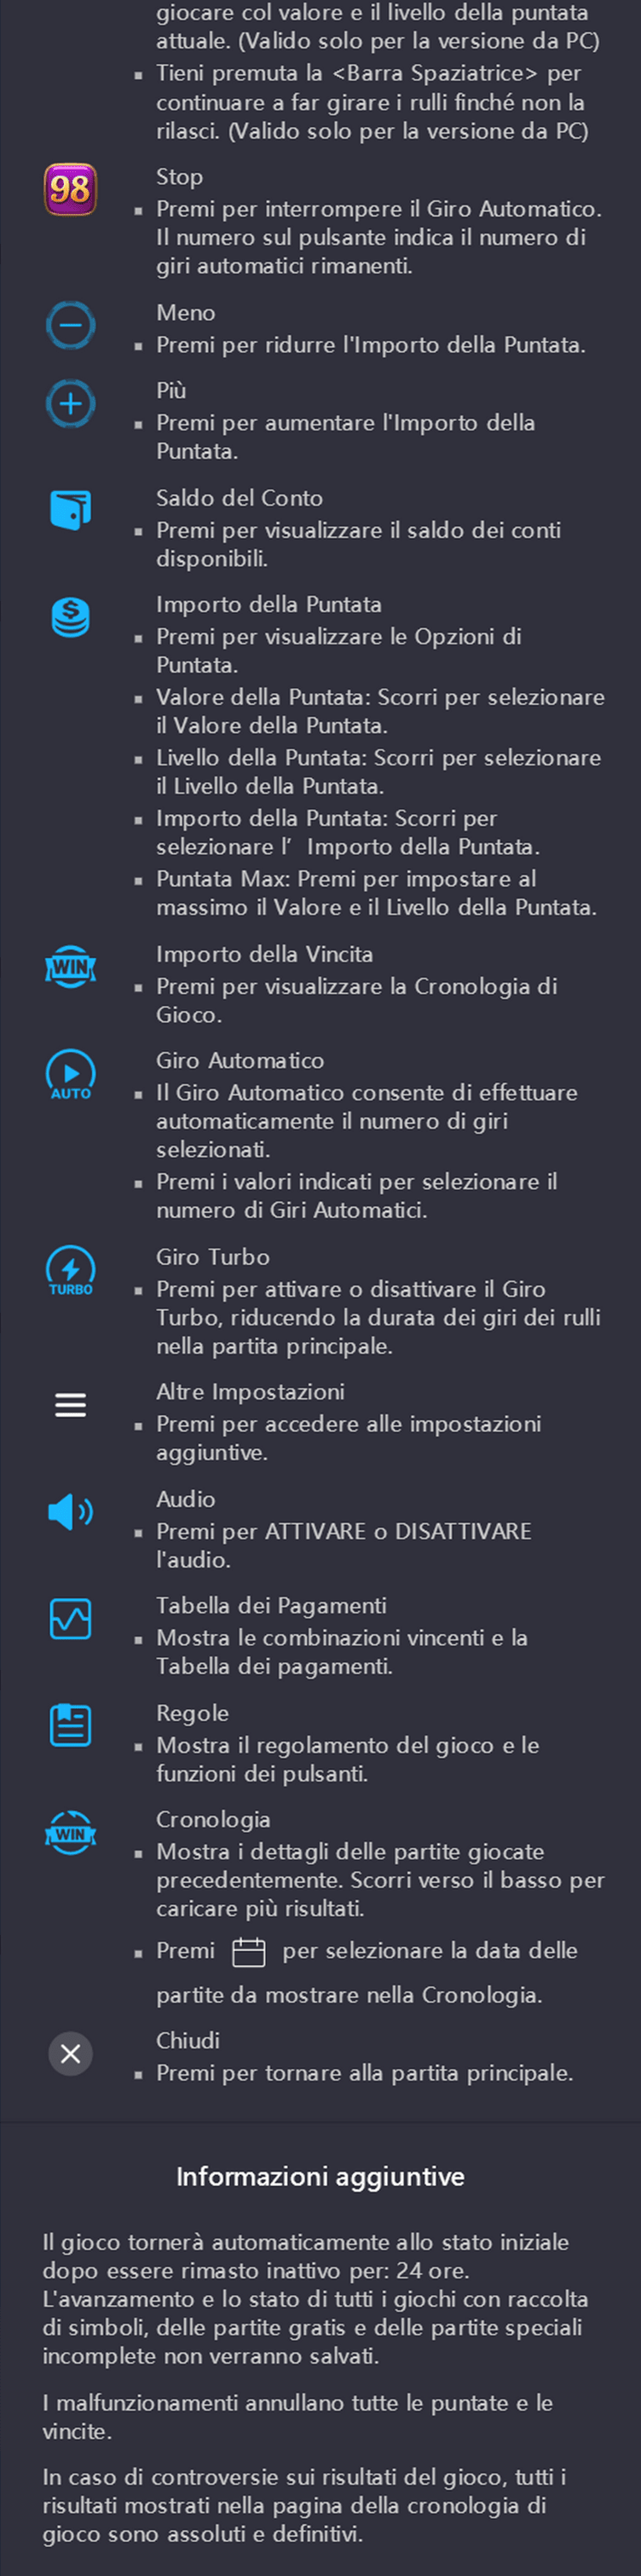 giocare col valore e il livello della puntata
attuale. (Valido solo per la versione da PC)
▪ Tieni premuta la <Barra Spaziatrice> per
continuare a far girare i rulli finché non la
rilasci. (Valido solo per la versione da PC)
98
Stop
▪ Premi per interrompere il Giro Automatico.
Il numero sul pulsante indica il numero di
giri automatici rimanenti.
Meno
▪ Premi per ridurre l'Importo della Puntata.
Più
▪ Premi per aumentare l'Importo della
Puntata.
Saldo del Conto
▪ Premi per visualizzare il saldo dei conti
disponibili.
$
Importo della Puntata
▪ Premi per visualizzare le Opzioni di
Puntata.
▪ Valore della Puntata: Scorri per selezionare
il Valore della Puntata.
▪ Livello della Puntata: Scorri per selezionare
il Livello della Puntata.
▪ Importo della Puntata: Scorri per
selezionare l’ Importo della Puntata.
▪ Puntata Max: Premi per impostare al
massimo il Valore e il Livello della Puntata.
WIN
Importo della Vincita
▪ Premi per visualizzare la Cronologia di
Gioco.
AUTO
Giro Automatico
▪ Il Giro Automatico consente di effettuare
automaticamente il numero di giri
selezionati.
▪ Premi i valori indicati per selezionare il
numero di Giri Automatici.
TURBO
Giro Turbo
▪ Premi per attivare o disattivare il Giro
Turbo, riducendo la durata dei giri dei rulli
nella partita principale.
Altre Impostazioni
▪ Premi per accedere alle impostazioni
aggiuntive.
Audio
▪ Premi per ATTIVARE o DISATTIVARE
l'audio.
Tabella dei Pagamenti
▪ Mostra le combinazioni vincenti e la
Tabella dei pagamenti.
Regole
▪ Mostra il regolamento del gioco e le
funzioni dei pulsanti.
WIN
Cronologia
▪ Mostra i dettagli delle partite giocate
precedentemente. Scorri verso il basso per
caricare più risultati.
▪ Premi per selezionare la data delle
partite da mostrare nella Cronologia.
Chiudi
▪ Premi per tornare alla partita principale.
Informazioni aggiuntive
Il gioco tornerà automaticamente allo stato iniziale
dopo essere rimasto inattivo per: 24 ore.
L'avanzamento e lo stato di tutti i giochi con raccolta
di simboli, delle partite gratis e delle partite speciali
incomplete non verranno salvati.
I malfunzionamenti annullano tutte le puntate e le
vincite.
In caso di controversie sui risultati del gioco, tutti i
risultati mostrati nella pagina della cronologia di
gioco sono assoluti e definitivi.